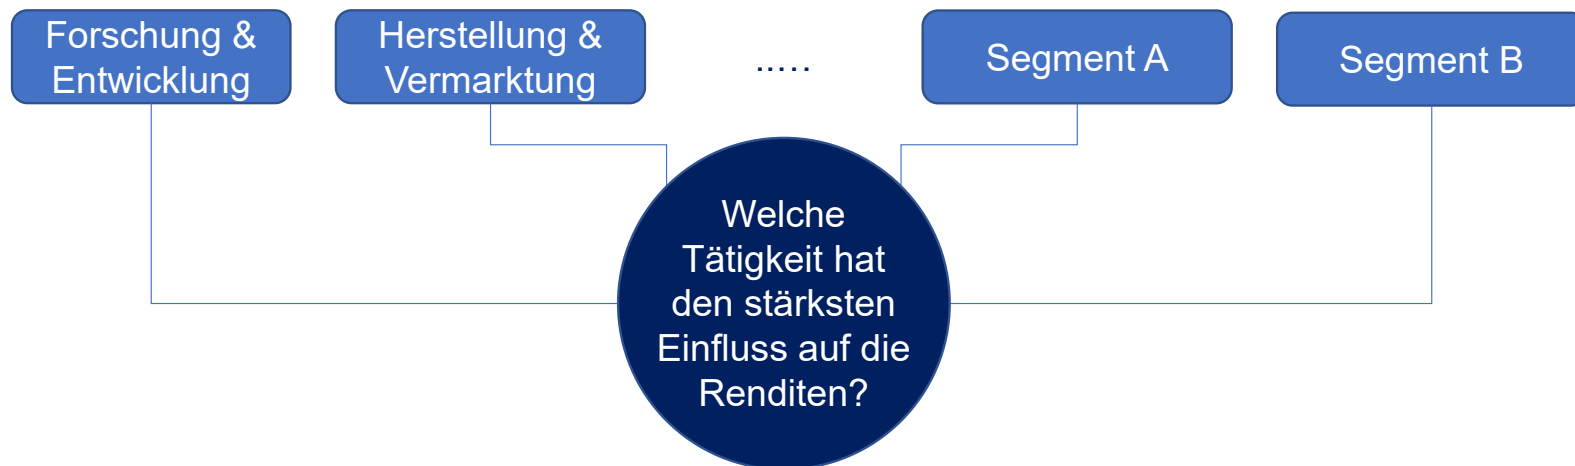 Forschung &
Entwicklung
Herstellung &
Vermarktung
.....
Segment A
Segment B
Welche
Tätigkeit hat
den stärksten
Einfluss auf die
Renditen?